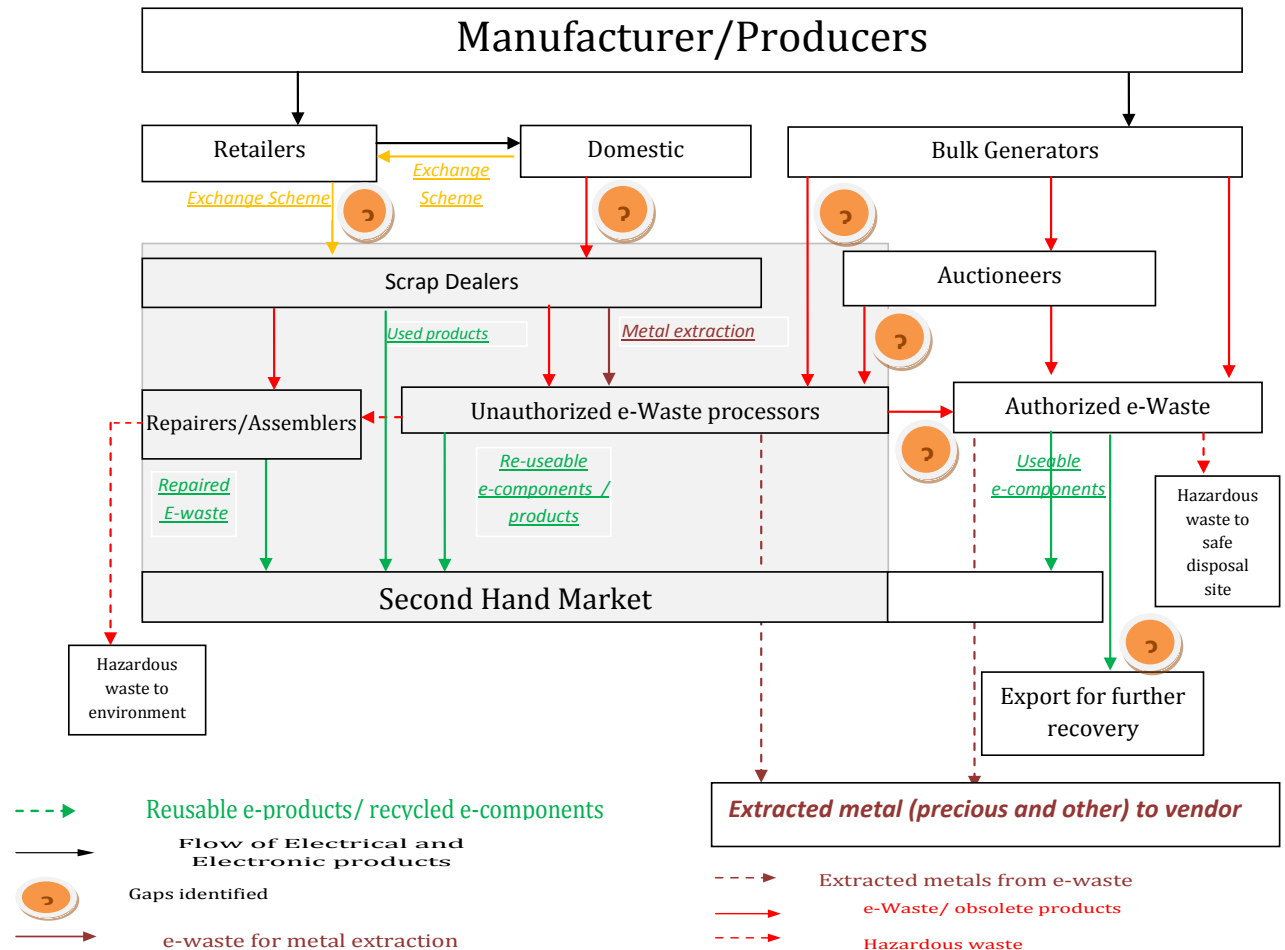 Manufacturer/Producers
Retailers
Domestic
Bulk Generators
Exchange
Scheme
Exchange Scheme
?
?
?
Auctioneers
Scrap Dealers
?
Used products
Metal extraction
Repairers/Assemblers
Unauthorized e-Waste processors
Authorized e-Waste
?
Repaired
E-waste
Re-useable
e-components /
products
Useable
e-components
Hazardous
waste to
safe
disposal
site
Second Hand Market
?
Hazardous
waste to
environment
Export for further
recovery
Extracted metal (precious and other) to vendor
Reusable e-products/ recycled e-components
Flow of Electrical and
Electronic products
?
Gaps identified
e-waste for metal extraction
Extracted metals from e-waste
e-Waste/ obsolete products
Hazardous waste